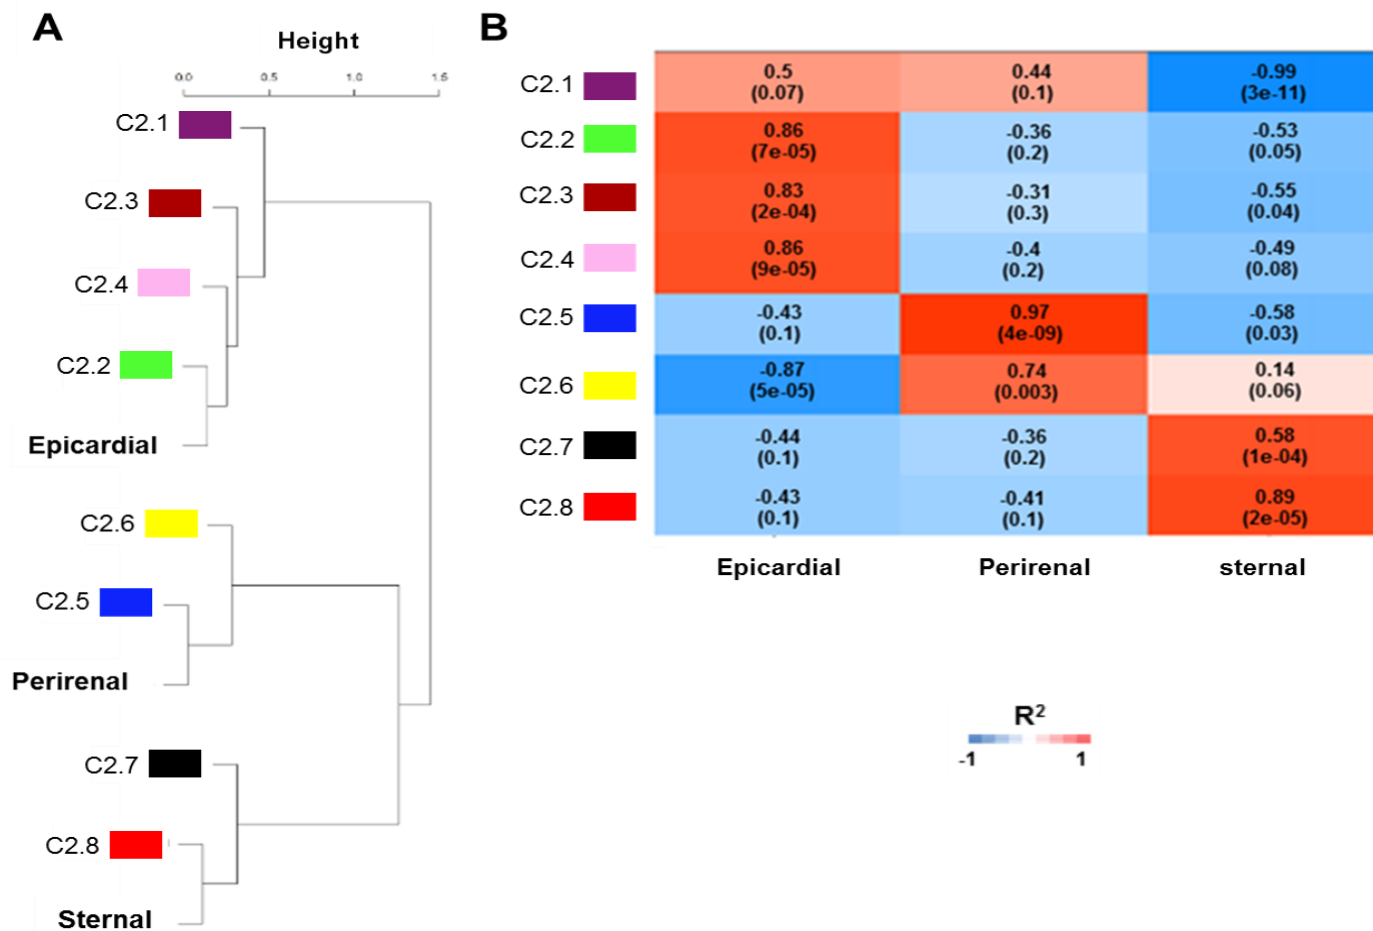 A
Height
0.0 0.5 1.0 1.5
C2.1
C2.3
C2.4
C2.2
Epicardial
C2.6
C2.5
Perirenal
C2.7
C2.8
Sternal
B
C2.1
0.5 0.44 -0.99
(0.07) (0.1) (3e-11)
C2.2
0.86 -0.36 -0.53
(7e-05) (0.2) (0.05)
C2.3
0.83 -0.31 -0.55
(2e-04) (0.3) (0.04)
C2.4
0.86 -0.4 -0.49
(9e-05) (0.2) (0.08)
C2.5
-0.43 0.97 -0.58
(0.1) (4e-09) (0.03)
C2.6
-0.87 0.74 0.14
(5e-05) (0.003) (0.06)
C2.7
-0.44 -0.36 0.58
(0.1) (0.2) (1e-04)
C2.8
-0.43 -0.41 0.89
(0.1) (0.1) (2e-05)
Epicardial Perirenal sternal
R²
-1 1